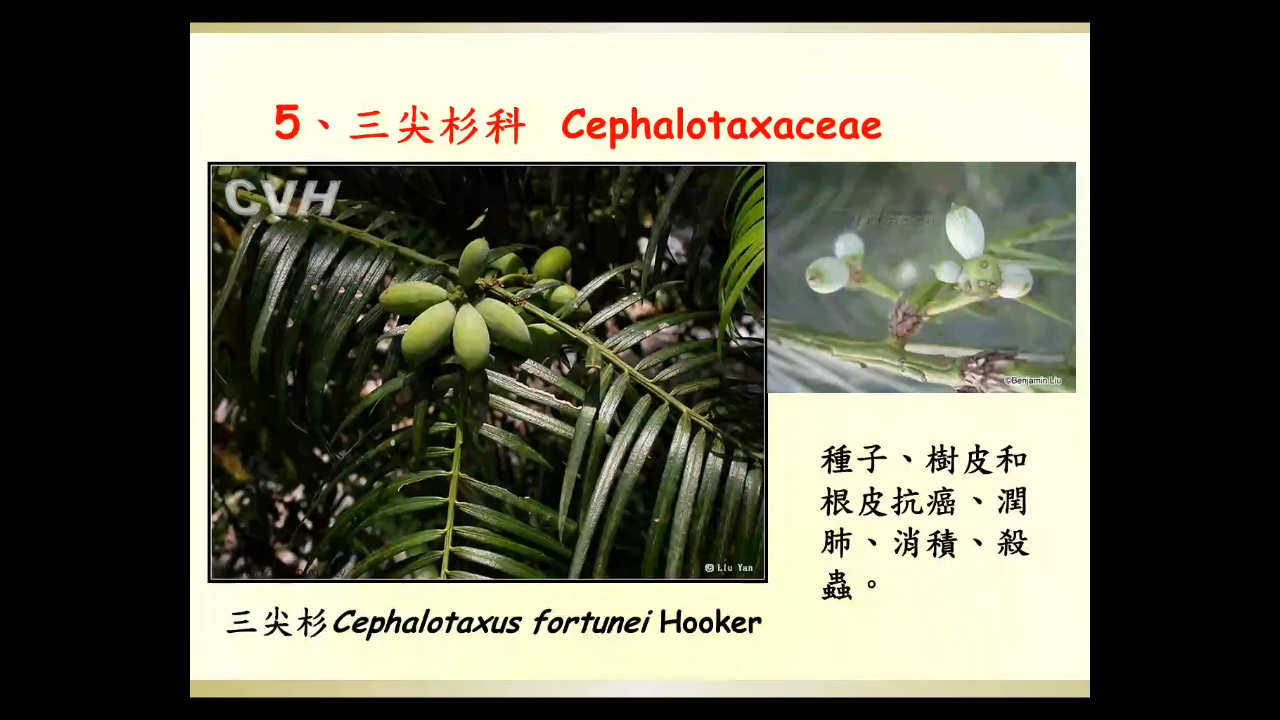 5、三尖杉科 Cephalotaxaceae
CVH
©Benjamin Liu
種子、樹皮和
根皮抗癌、潤
肺、消積、殺
蟲。
© Liu Yan
三尖杉Cephalotaxus fortunei Hooker